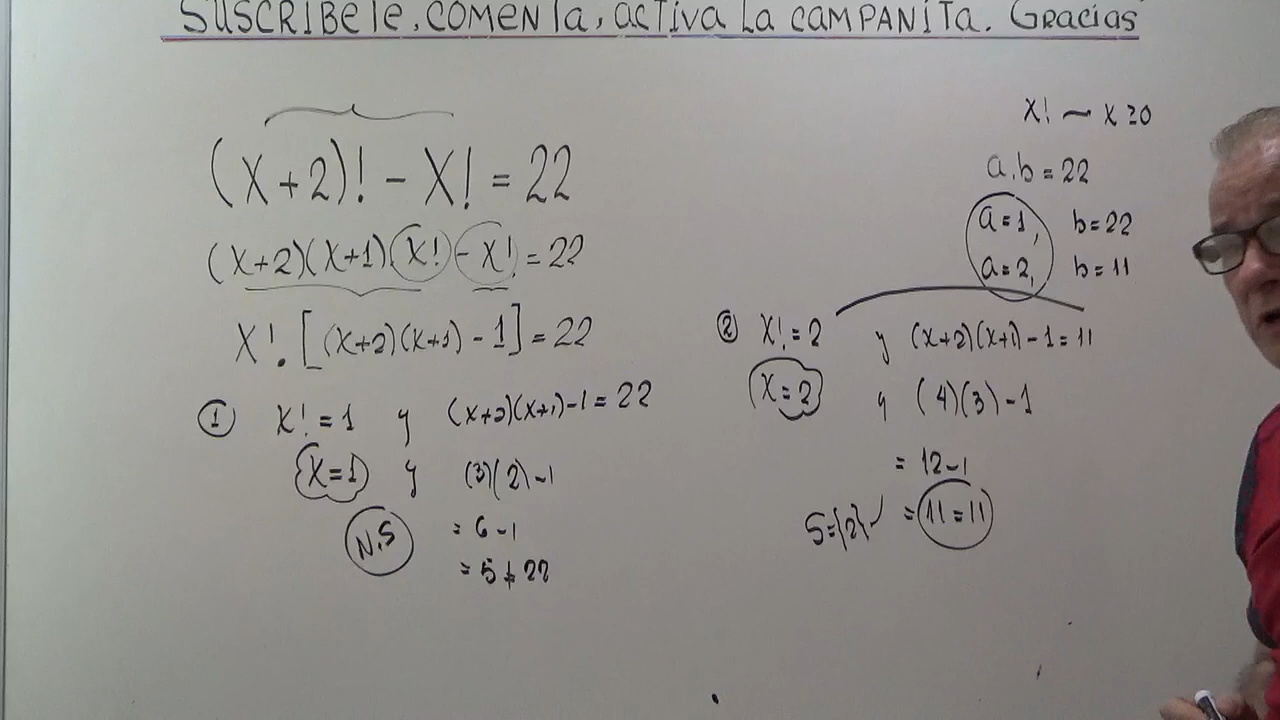 SUSCRIBETE, COMENTA, ACTIVA LA CAMPANITA. Gracias
(X+2)! - X! = 22
(X+2)(X+1)(X!) - X! = 22
X! . [(X+2)(X+1) - 1] = 22
① X! = 1 y (X+2)(X+1)-1 = 22
X=1 y (3)(2)-1
N.S = 6-1
= 5 ≠ 22
X! ~ X ≥ 0
a.b = 22
a=1, b=22
a=2, b=11
② X! = 2 y (X+2)(X+1)-1=11
X=2 y (4)(3)-1
= 12-1
S={2} ✓ = 11=11